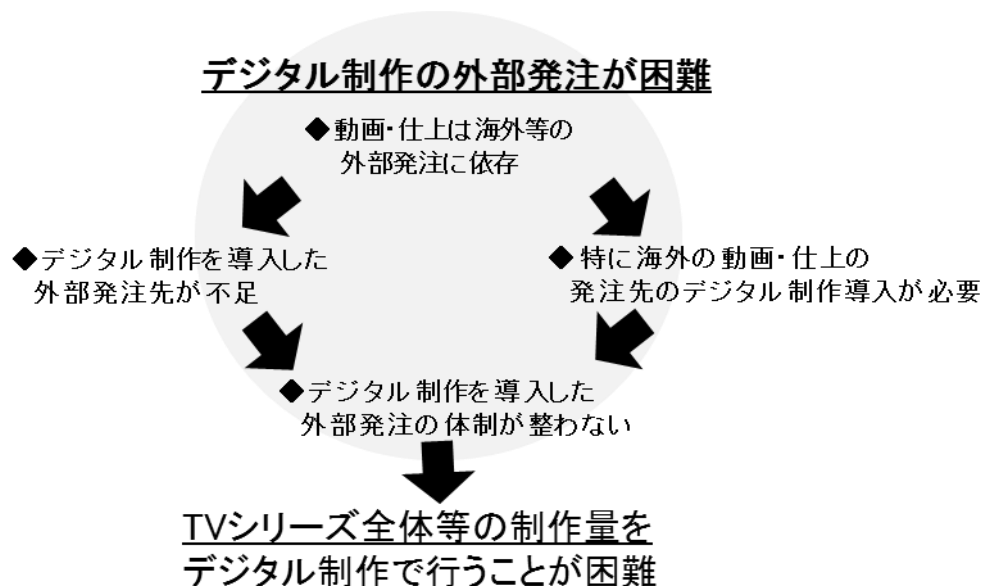 デジタル制作の外部発注が困難
◆動画・仕上は海外等の
外部発注に依存
◆デジタル制作を導入した
外部発注先が不足
◆特に海外の動画・仕上の
発注先のデジタル制作導入が必要
◆デジタル制作を導入した
外部発注の体制が整わない
TVシリーズ全体等の制作量を
デジタル制作で行うことが困難